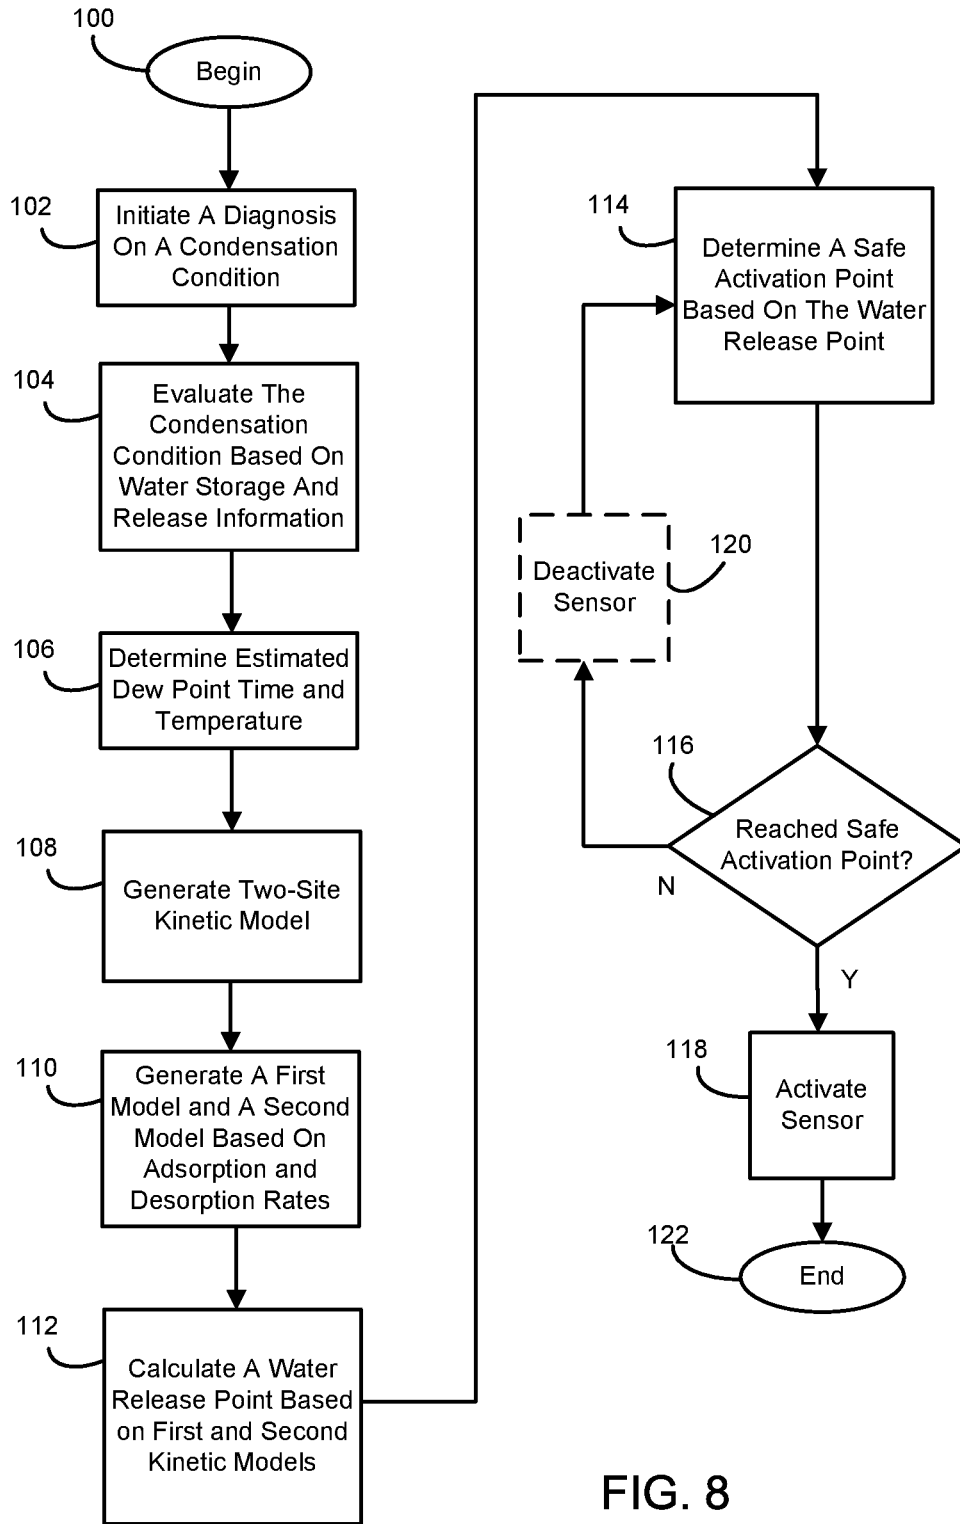 100
Begin
102
Initiate A Diagnosis
On A Condensation
Condition
104
Evaluate The
Condensation
Condition Based On
Water Storage And
Release Information
106
Determine Estimated
Dew Point Time and
Temperature
108
Generate Two-Site
Kinetic Model
110
Generate A First
Model and A Second
Model Based On
Adsorption and
Desorption Rates
112
Calculate A Water
Release Point Based
on First and Second
Kinetic Models
114
Determine A Safe
Activation Point
Based On The Water
Release Point
120
Deactivate
Sensor
116
Reached Safe
Activation Point?
N
Y
118
Activate
Sensor
122
End
FIG. 8